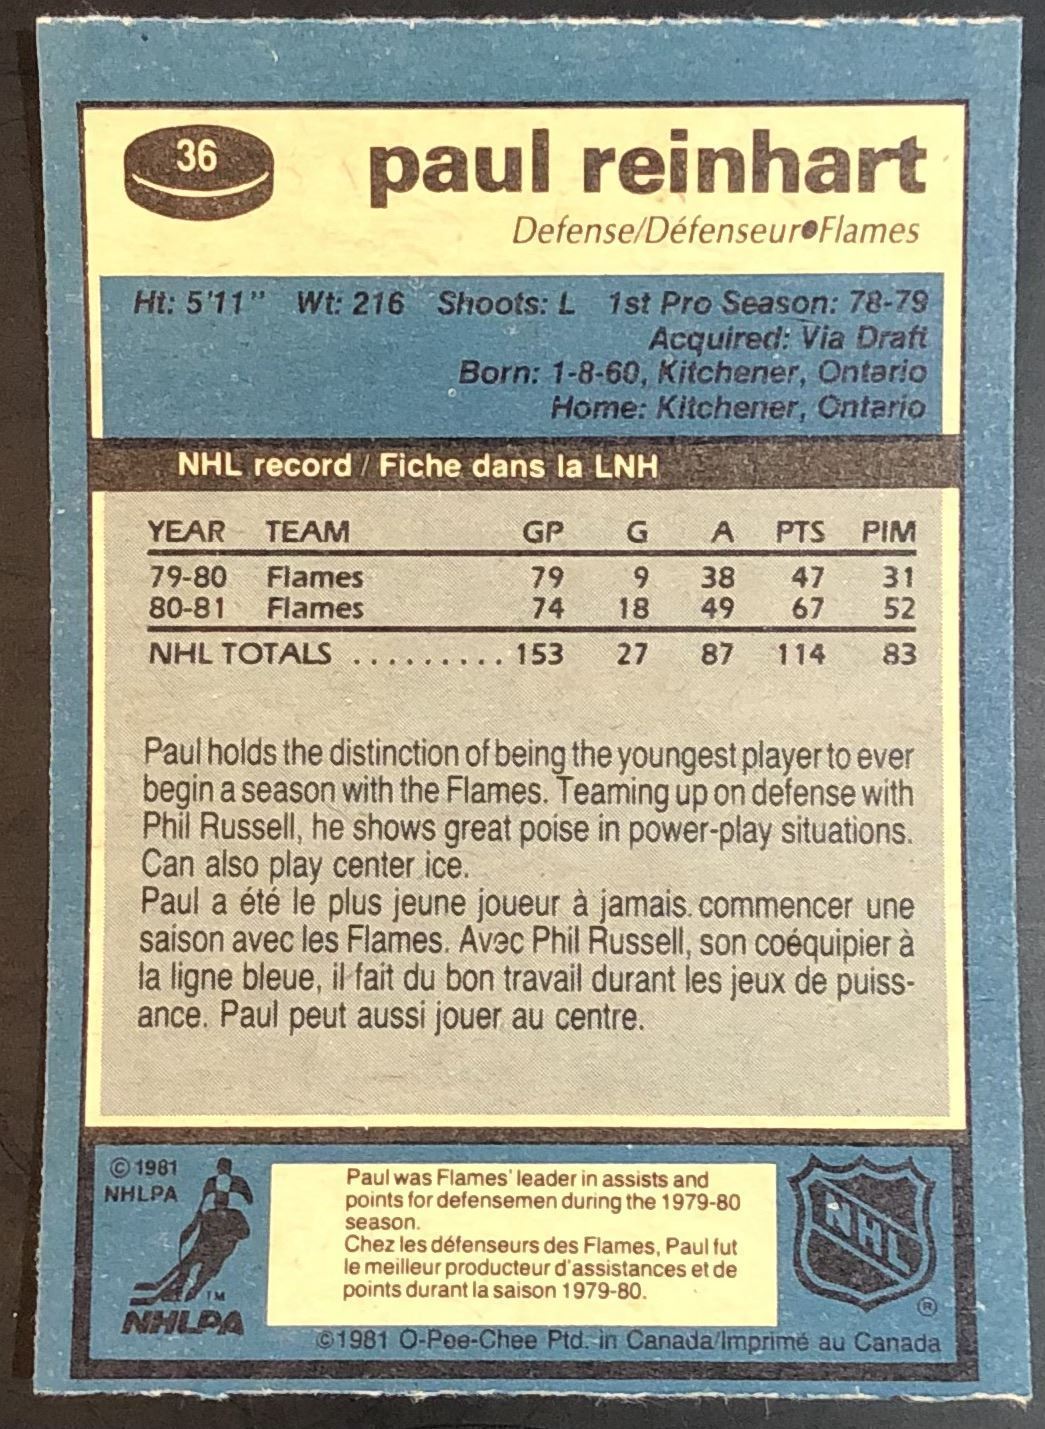 36
paul reinhart
Defense/Défenseur●Flames
Ht: 5'11" Wt: 216 Shoots: L 1st Pro Season: 78-79
Acquired: Via Draft
Born: 1-8-60, Kitchener, Ontario
Home: Kitchener, Ontario
NHL record / Fiche dans la LNH
YEAR TEAM GP G A PTS PIM
79-80 Flames 79 9 38 47 31
80-81 Flames 74 18 49 67 52
NHL TOTALS ......... 153 27 87 114 83
Paul holds the distinction of being the youngest player to ever
begin a season with the Flames. Teaming up on defense with
Phil Russell, he shows great poise in power-play situations.
Can also play center ice.
Paul a été le plus jeune joueur à jamais commencer une
saison avec les Flames. Avec Phil Russell, son coéquipier à
la ligne bleue, il fait du bon travail durant les jeux de puiss-
ance. Paul peut aussi jouer au centre.
©1981
NHLPA
TM
NHLPA
Paul was Flames' leader in assists and
points for defensemen during the 1979-80
season.
Chez les défenseurs des Flames, Paul fut
le meilleur producteur d'assistances et de
points durant la saison 1979-80.
NHL
®
©1981 O-Pee-Chee Ptd. in Canada/Imprimé au Canada